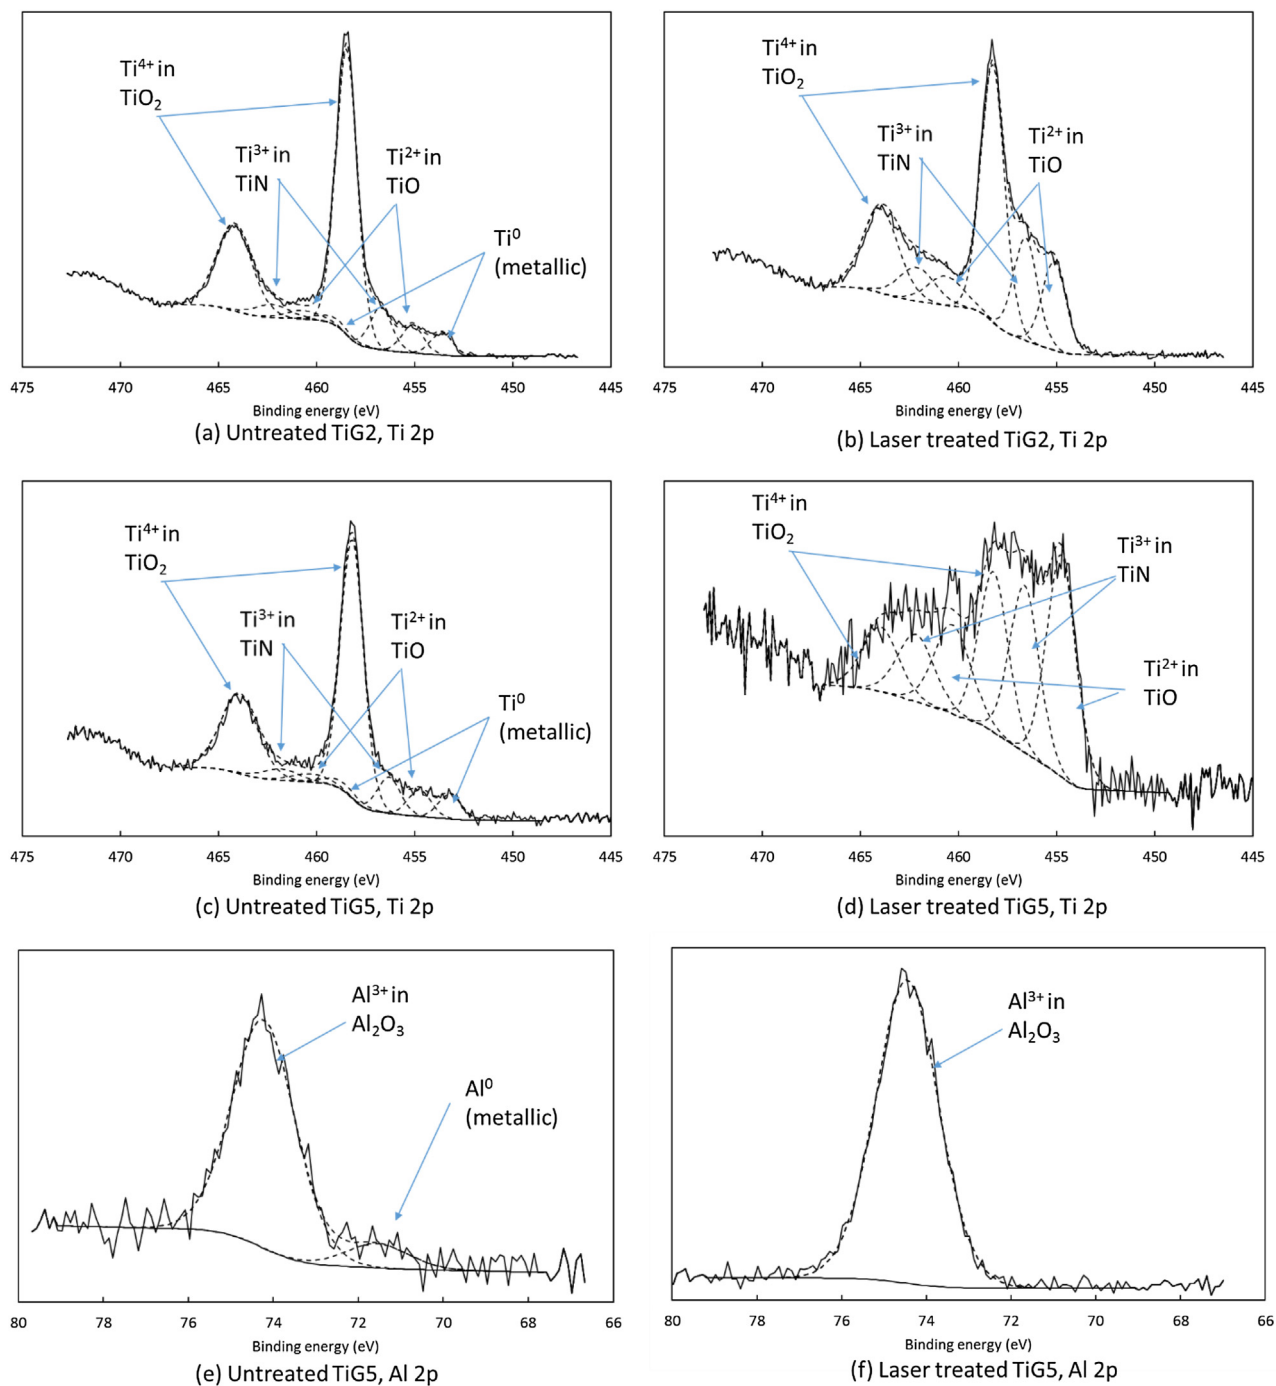 Ti⁴⁺ in
TiO₂
Ti³⁺ in
TiN
Ti²⁺ in
TiO
Ti⁰
(metallic)
475 470 465 460 455 450 445
Binding energy (eV)
(a) Untreated TiG2, Ti 2p
Ti⁴⁺ in
TiO₂
Ti³⁺ in
TiN
Ti²⁺ in
TiO
475 470 465 460 455 450 445
Binding energy (eV)
(b) Laser treated TiG2, Ti 2p
Ti⁴⁺ in
TiO₂
Ti³⁺ in
TiN
Ti²⁺ in
TiO
Ti⁰
(metallic)
475 470 465 460 455 450 445
Binding energy (eV)
(c) Untreated TiG5, Ti 2p
Ti⁴⁺ in
TiO₂
Ti³⁺ in
TiN
Ti²⁺ in
TiO
475 470 465 460 455 450 445
Binding energy (eV)
(d) Laser treated TiG5, Ti 2p
Al³⁺ in
Al₂O₃
Al⁰
(metallic)
80 78 76 74 72 70 68 66
Binding energy (eV)
(e) Untreated TiG5, Al 2p
Al³⁺ in
Al₂O₃
80 78 76 74 72 70 68 66
Binding energy (eV)
(f) Laser treated TiG5, Al 2p